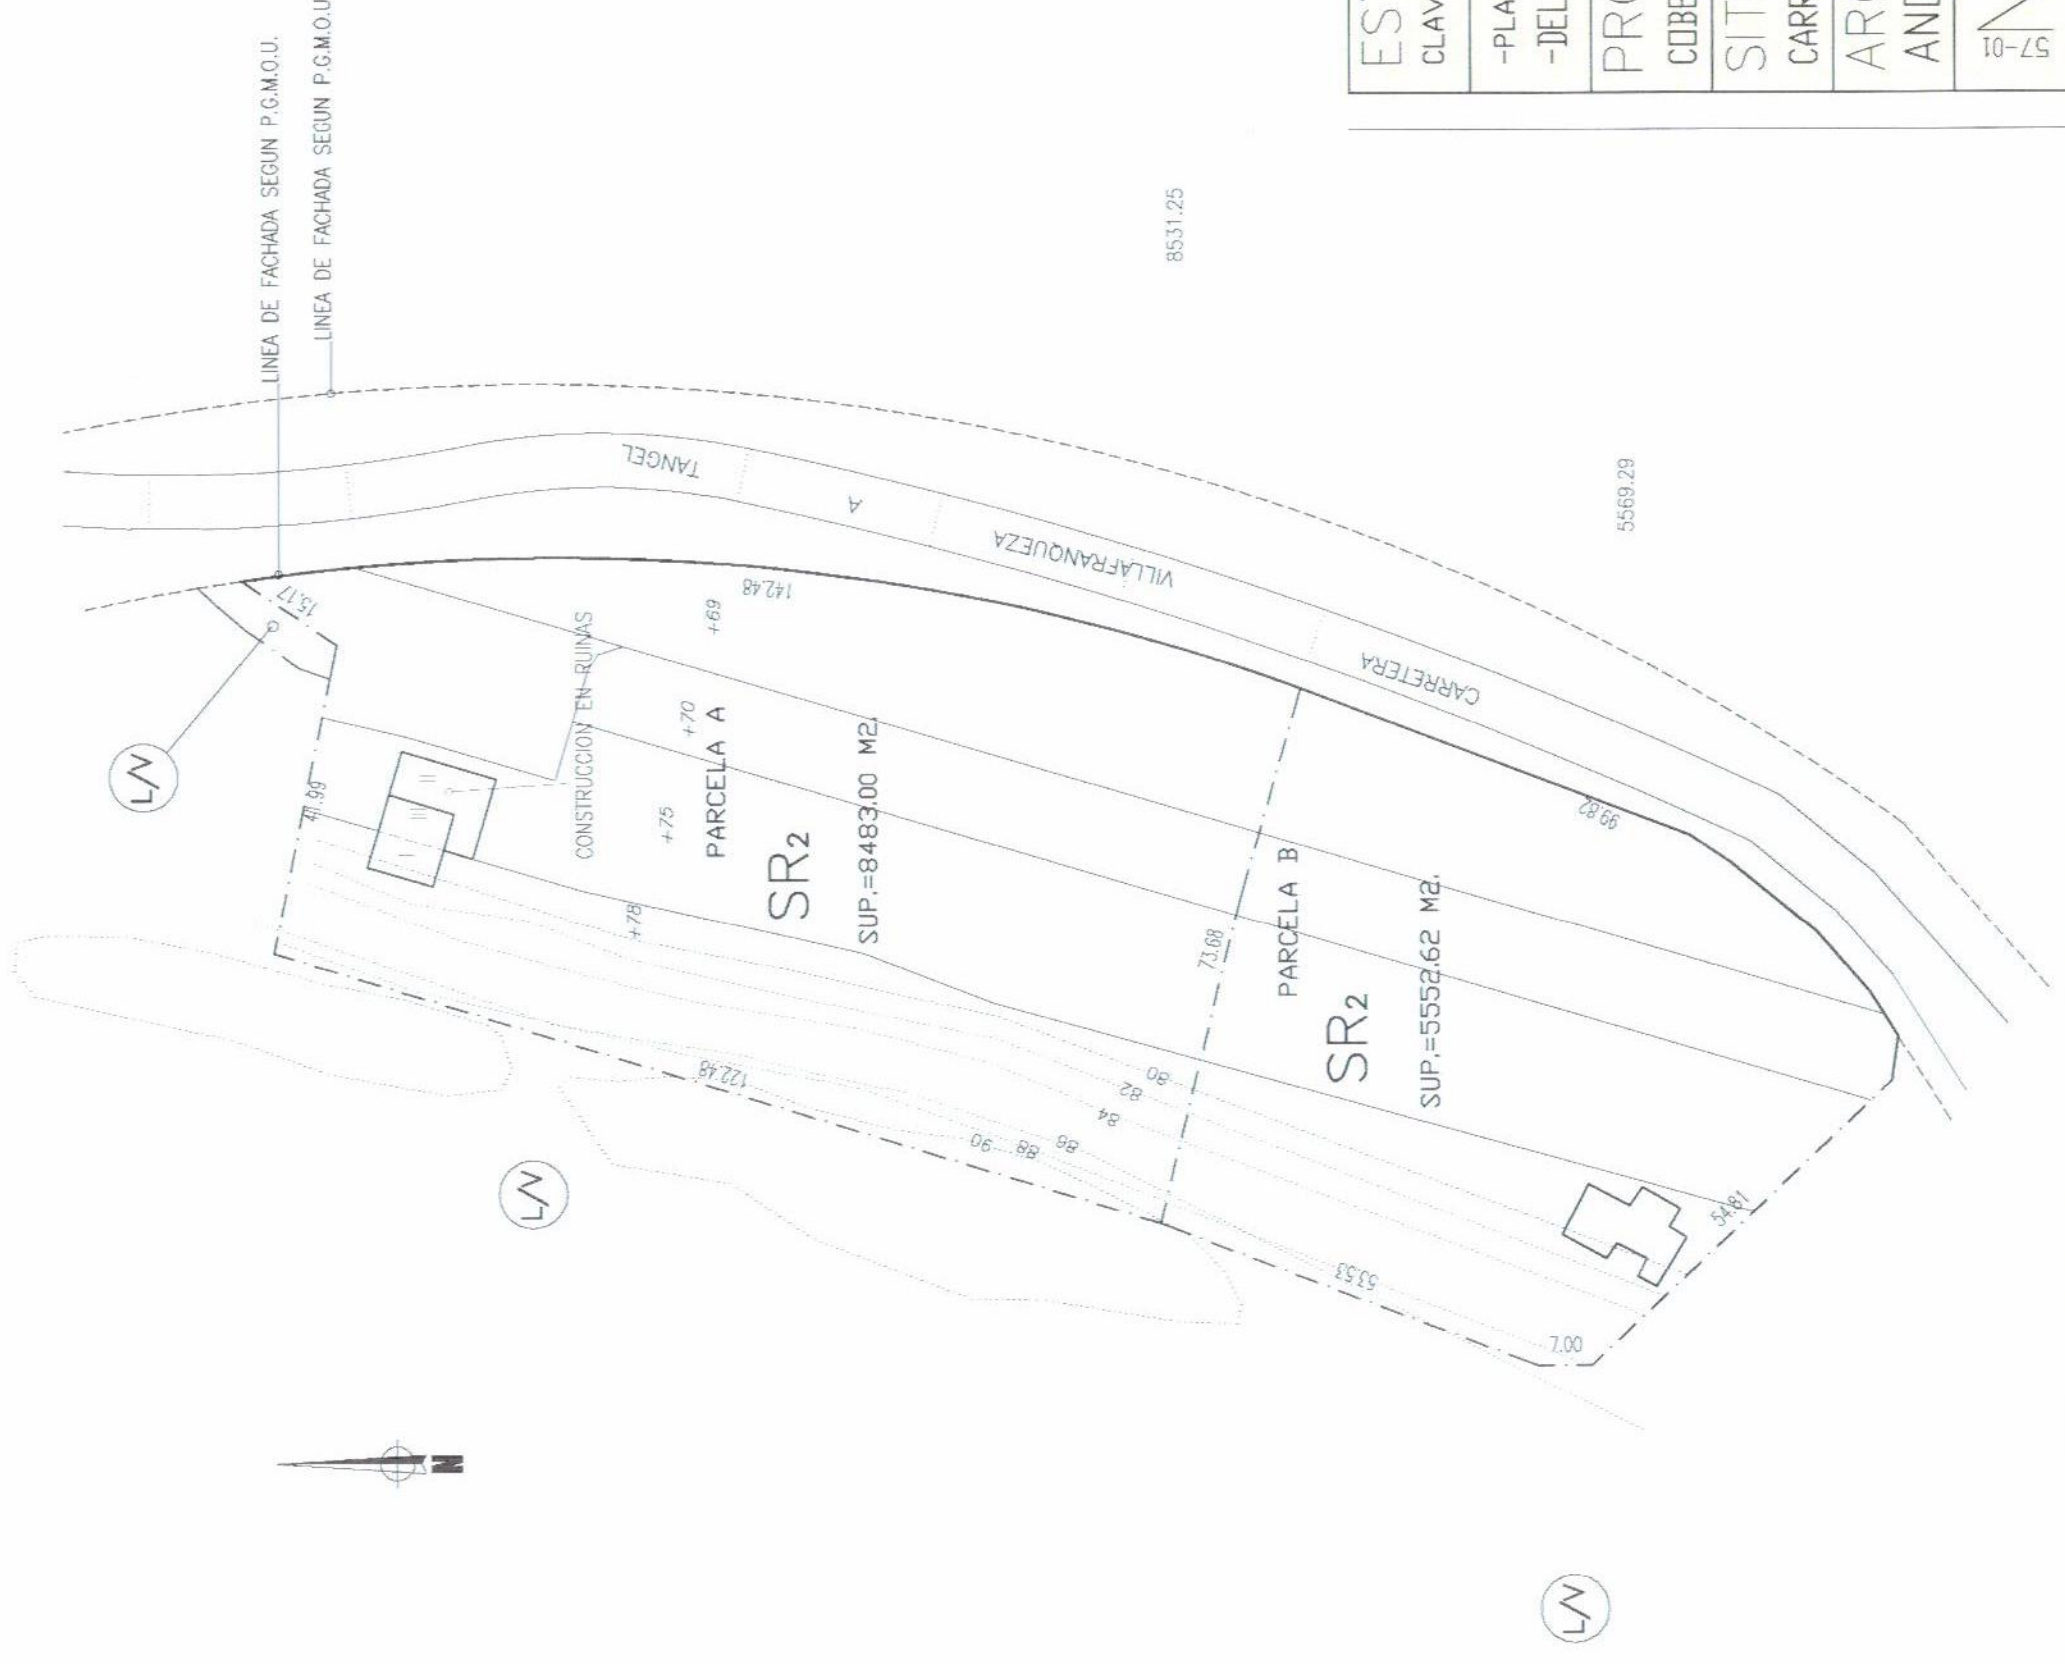 LINEA DE FACHADA SEGUN P.G.M.O.U.
LINEA DE FACHADA SEGUN P.G.M.O.U
L/N
15.17
41.99
CONSTRUCCION EN RUINAS
+69
+70
+75
+78
142.48
PARCELA A
SR2
SUP.=8483.00 M2.
TANGEL
A
VILLAFRANQUEZA
CARRETERA
8531.25
5569.29
122.48
90
88
86
84
82
80
73.68
PARCELA B
SR2
SUP.=5552.62 M2.
99.82
53.53
7.00
54.81
L/N
L/N
N
ES
CLAV
-PLA
-DEL
PRO
COBE
SIT
CARR
ARQ
AND
57-01